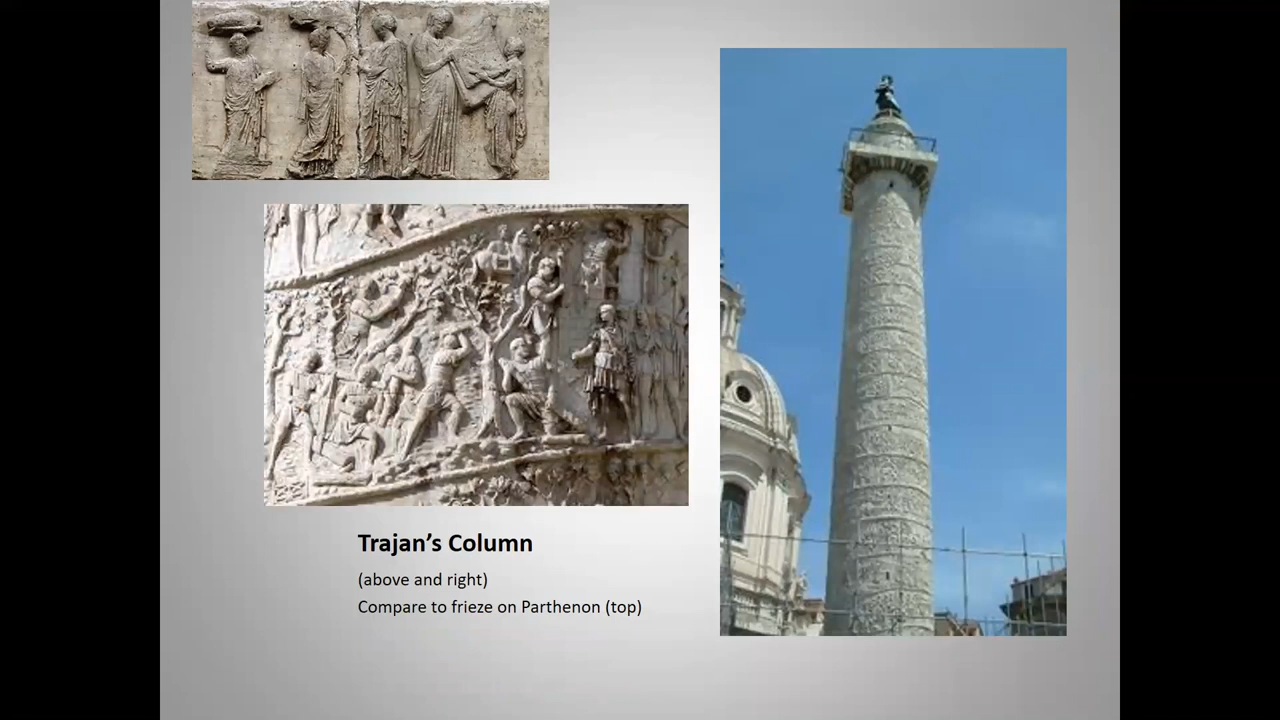 Trajan’s Column
(above and right)
Compare to frieze on Parthenon (top)